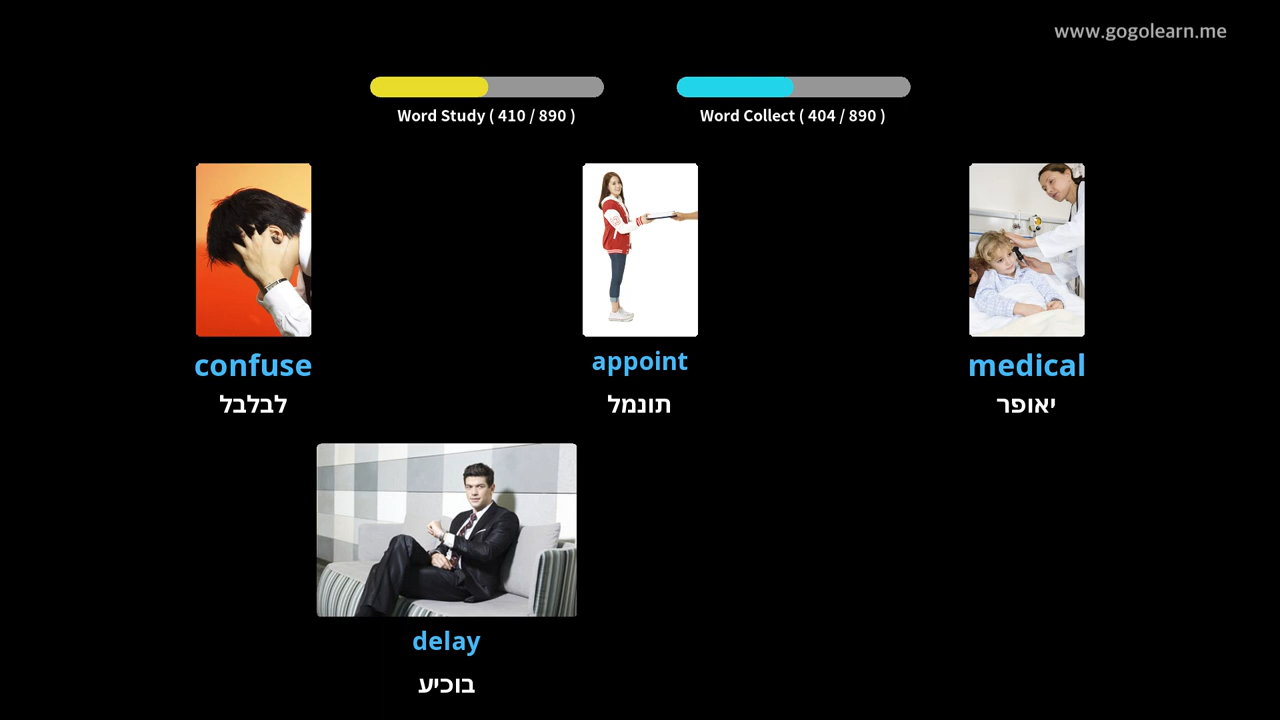 www.gogolearn.me
Word Study ( 410 / 890 )
Word Collect ( 404 / 890 )
confuse
appoint
medical
לבלבל
תונמל
יאופר
delay
בוכיע